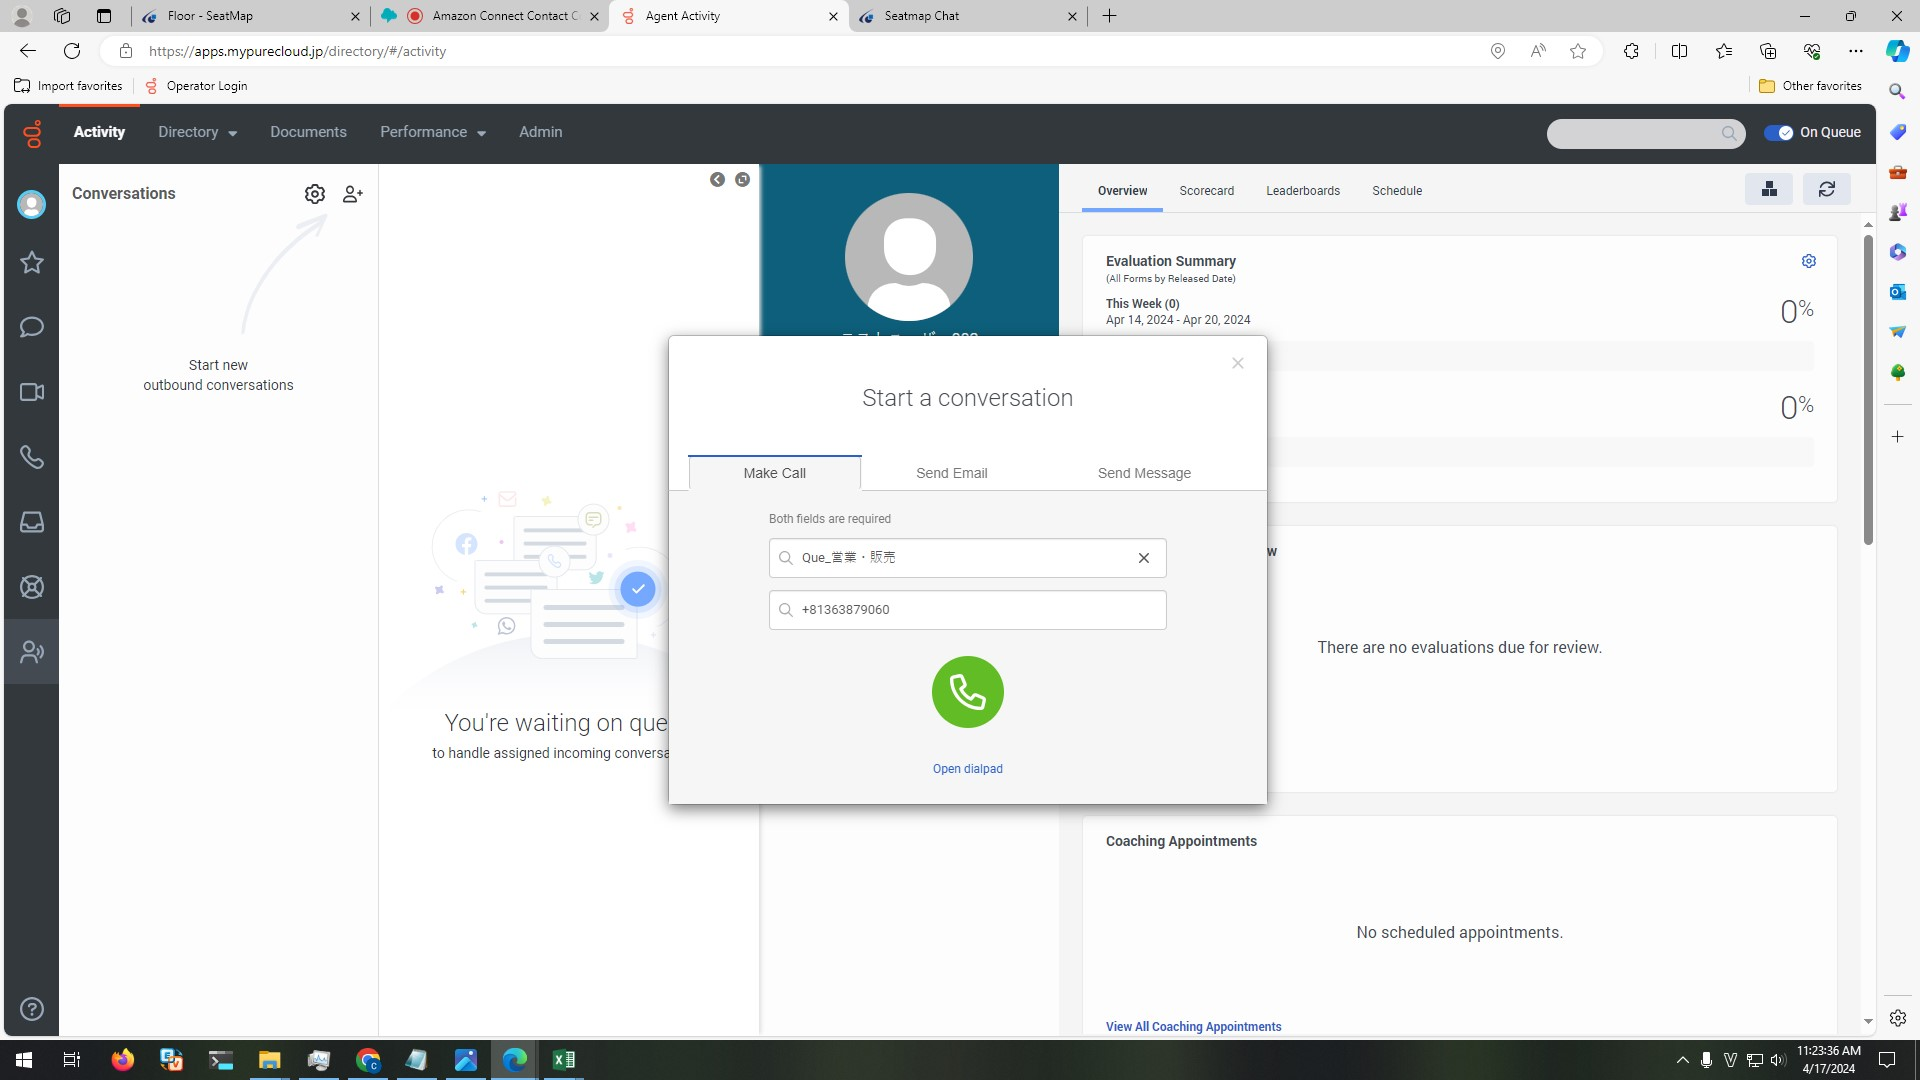 Floor - SeatMap
Amazon Connect Contact C
Agent Activity
Seatmap Chat
https://apps.mypurecloud.jp/directory/#/activity
Import favorites
Operator Login
Other favorites
Activity
Directory
Documents
Performance
Admin
On Queue
Conversations
Start new
outbound conversations
You're waiting on que
to handle assigned incoming conversa
Overview
Scorecard
Leaderboards
Schedule
Evaluation Summary
(All Forms by Released Date)
This Week (0)
Apr 14, 2024 - Apr 20, 2024
0%
0%
w
There are no evaluations due for review.
Coaching Appointments
No scheduled appointments.
View All Coaching Appointments
Start a conversation
Make Call
Send Email
Send Message
Both fields are required
Que_営業・販売
+81363879060
Open dialpad
11:23:36 AM
4/17/2024